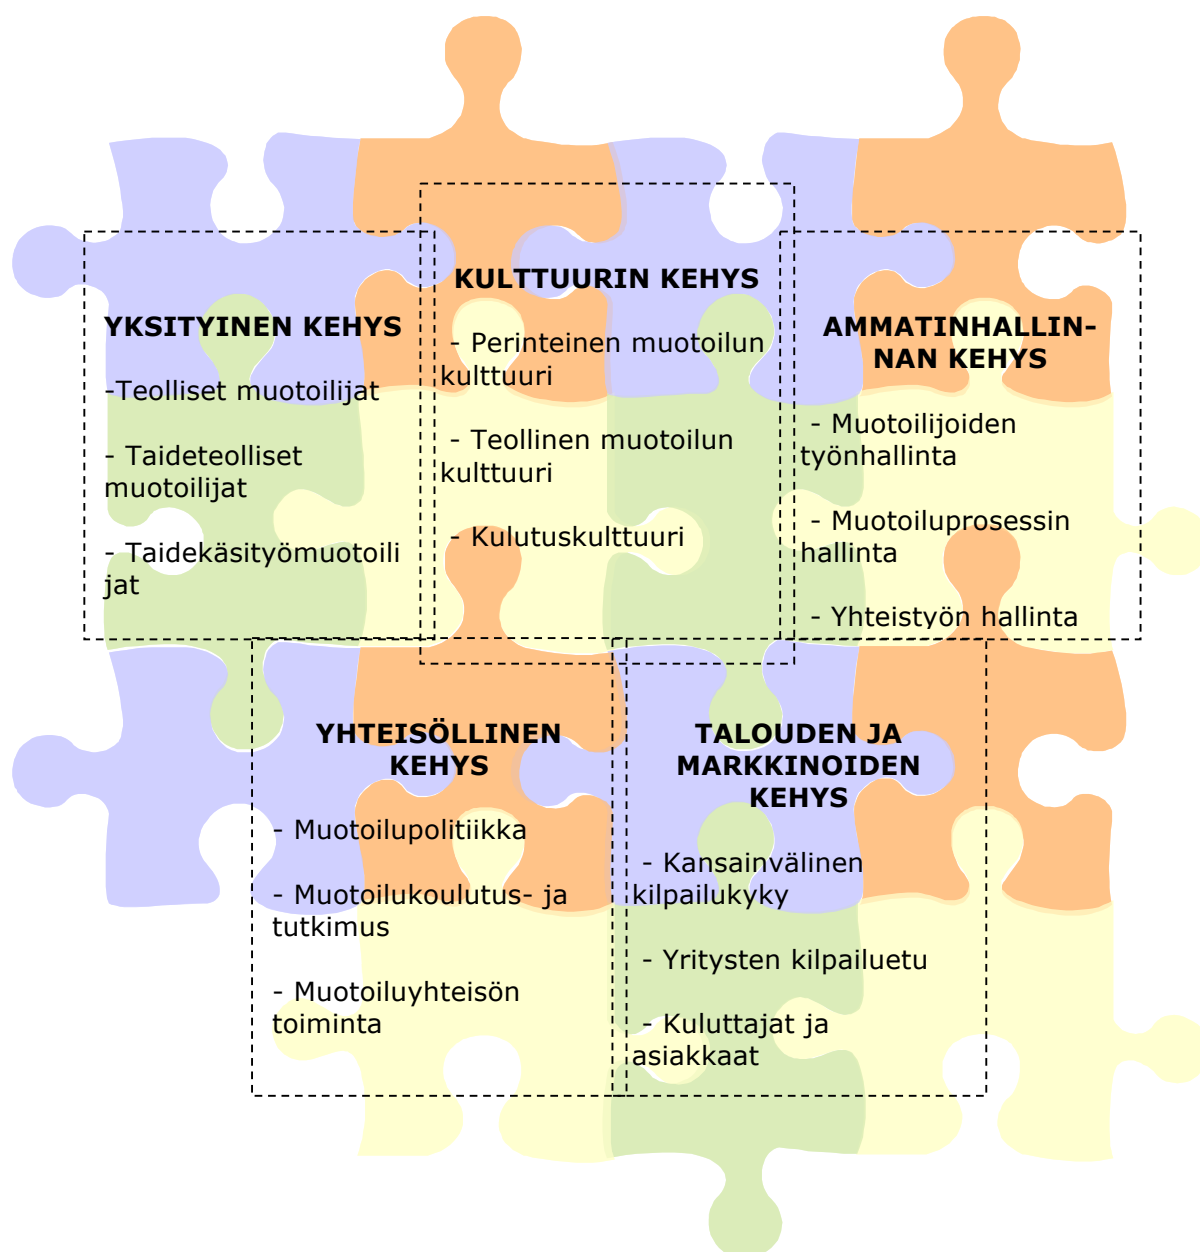 YKSITYINEN KEHYS
-Teolliset muotoilijat
- Taideteolliset
muotoilijat
- Taidekäsityömuotoili
jat
KULTTUURIN KEHYS
- Perinteinen muotoilun
kulttuuri
- Teollinen muotoilun
kulttuuri
- Kulutuskulttuuri
AMMATINHALLIN-
NAN KEHYS
- Muotoilijoiden
työnhallinta
- Muotoiluprosessin
hallinta
- Yhteistyön hallinta
YHTEISÖLLINEN
KEHYS
- Muotoilupolitiikka
- Muotoilukoulutus- ja
tutkimus
- Muotoiluyhteisön
toiminta
TALOUDEN JA
MARKKINOIDEN
KEHYS
- Kansainvälinen
kilpailukyky
- Yritysten kilpailuetu
- Kuluttajat ja
asiakkaat